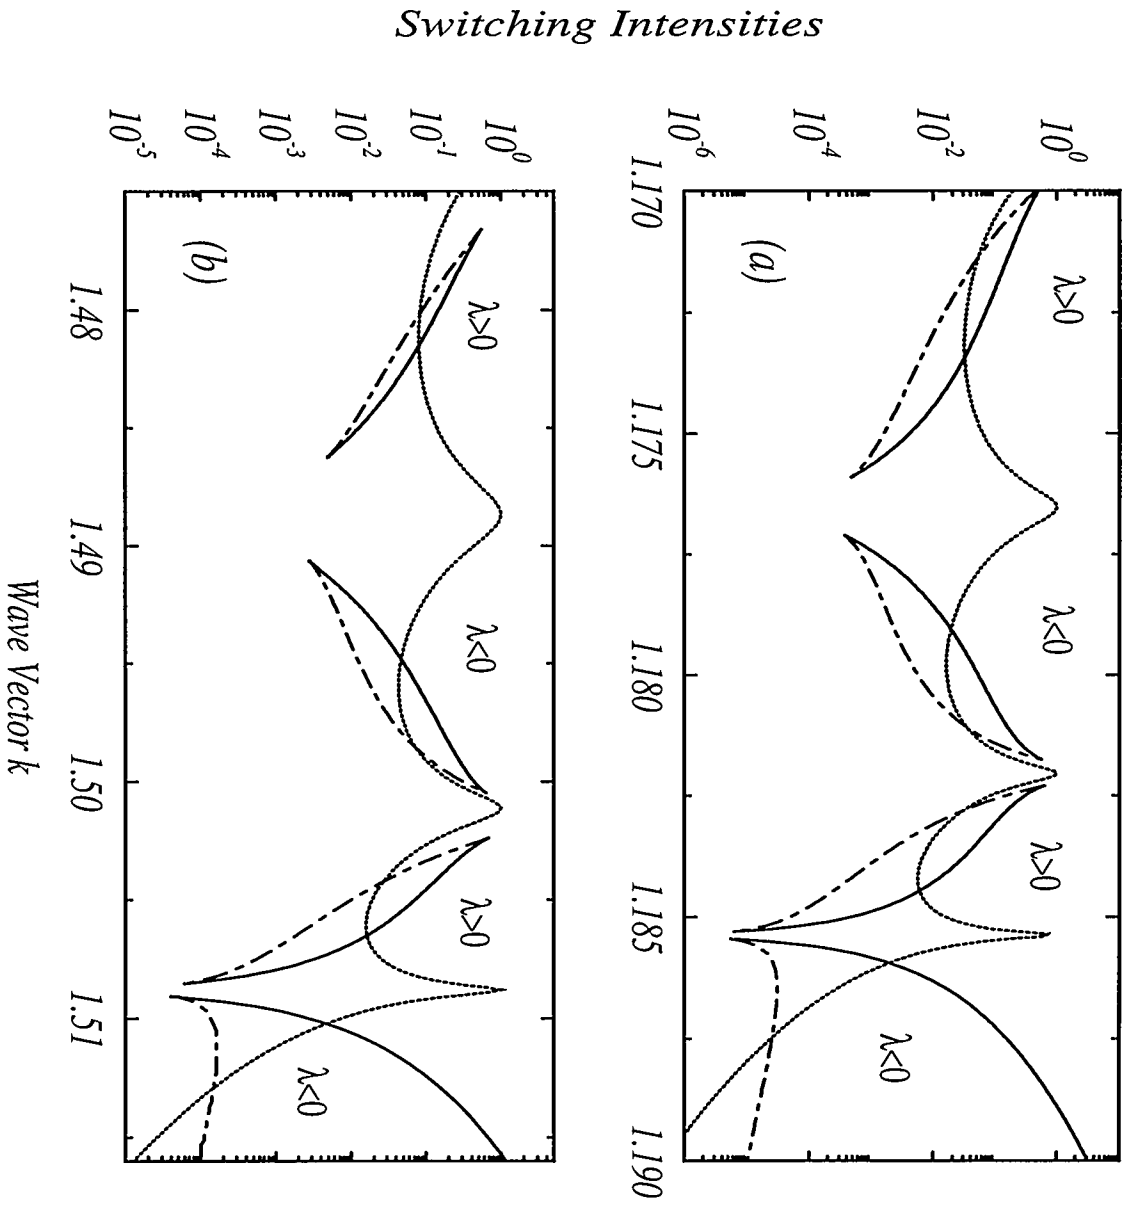 Switching Intensities
10^0
10^-2
10^-4
10^-6
(a)
λ>0
λ<0
λ>0
λ<0
1.170
1.175
1.180
1.185
1.190
10^0
10^-1
10^-2
10^-3
10^-4
10^-5
(b)
λ>0
λ<0
λ>0
λ<0
1.48
1.49
1.50
1.51
Wave Vector k